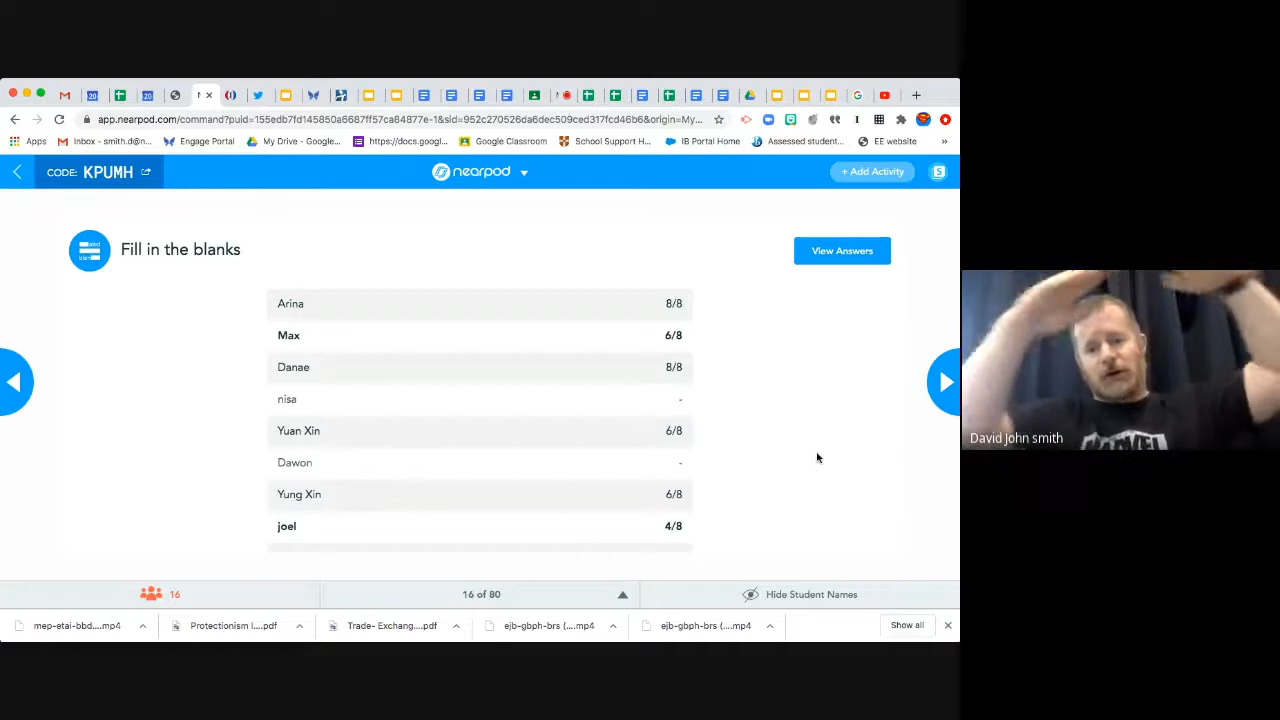 app.nearpod.com/command?puid=155edb7fd145850a6687ff57ca84877e-1&sld=952c270526da6dec509ced317fcd46b6&origin=My...
Apps Inbox - smith.d@n... Engage Portal My Drive - Google... https://docs.googl... Google Classroom School Support H... IB Portal Home Assessed student... EE website »
CODE: KPUMH nearpod + Add Activity S
Fill in the blanks View Answers
Arina 8/8
Max 6/8
Danae 8/8
nisa -
Yuan Xin 6/8
Dawon -
Yung Xin 6/8
joel 4/8
David John smith
MARVEL
16 16 of 80 Hide Student Names
mep-etai-bbd....mp4 Protectionism I....pdf Trade- Exchang....pdf ejb-gbph-brs (....mp4 ejb-gbph-brs (....mp4 Show all